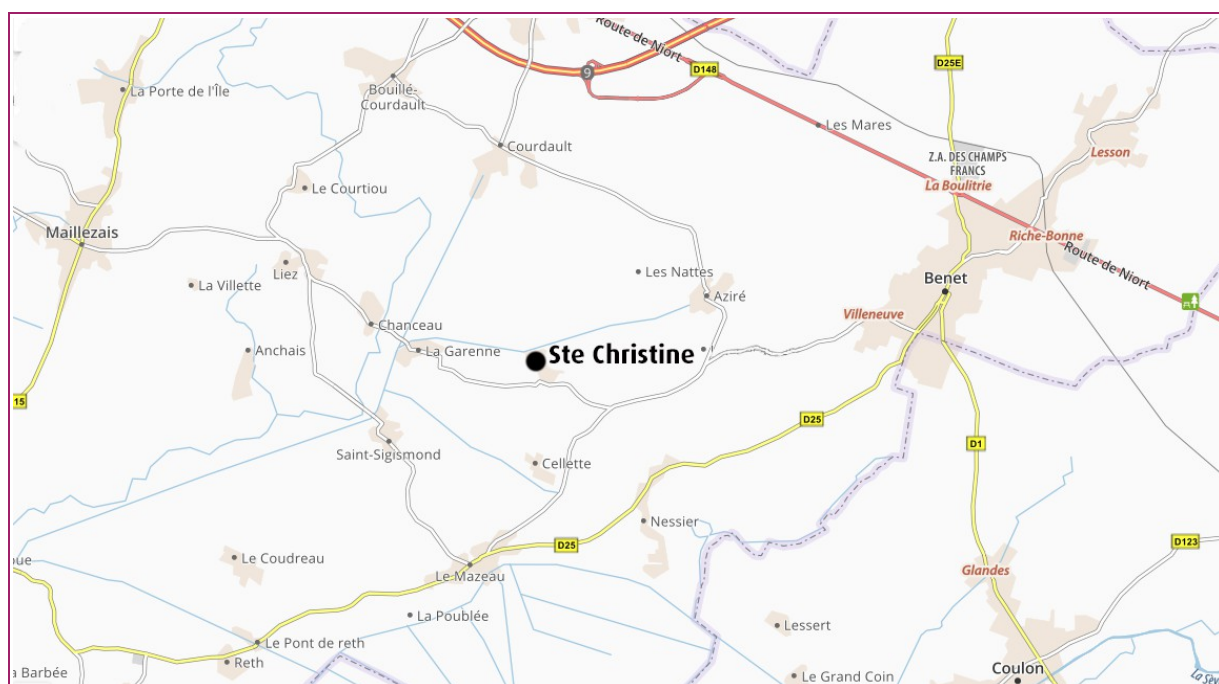 Route de Niort
9
D148
D25E
La Porte de l'Île
Bouillé-
Courdault
Les Mares
Courdault
Z.A. DES CHAMPS
FRANCS
Lesson
La Boulitrie
Le Courtiou
Maillezais
Riche-Bonne
Route de Niort
Liez
La Villette
Les Nattes
Benet
Aziré
Villeneuve
Chanceau
Anchais
La Garenne
Ste Christine
15
D25
D1
Saint-Sigismond
Cellette
Nessier
D25
D123
Le Coudreau
Le Mazeau
Glandes
La Poublée
Lessert
Le Pont de reth
Reth
a Barbée
Coulon
Le Grand Coin
La Sèv